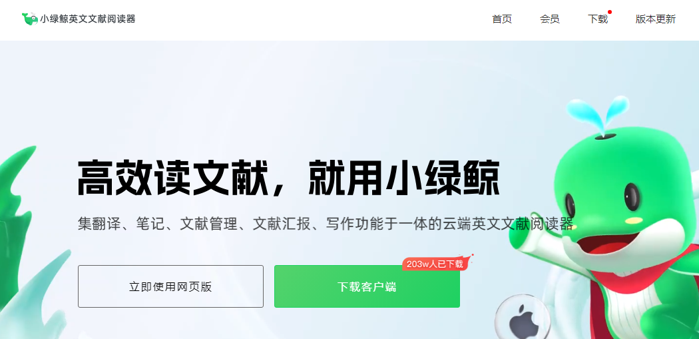 小绿鲸英文文献阅读器
首页 会员 下载 版本更新
高效读文献，就用小绿鲸
集翻译、笔记、文献管理、文献汇报、写作功能于一体的云端英文文献阅读器
203w人已下载
立即使用网页版 下载客户端